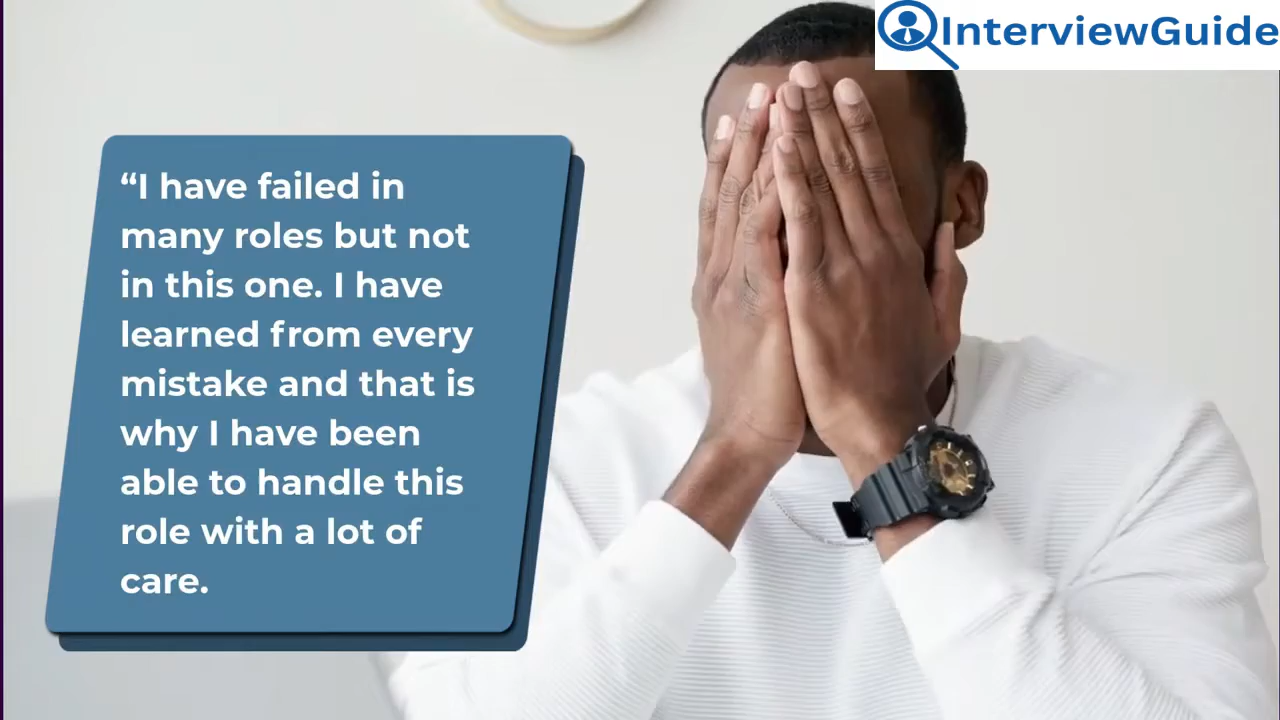 InterviewGuide
“I have failed in
many roles but not
in this one. I have
learned from every
mistake and that is
why I have been
able to handle this
role with a lot of
care.